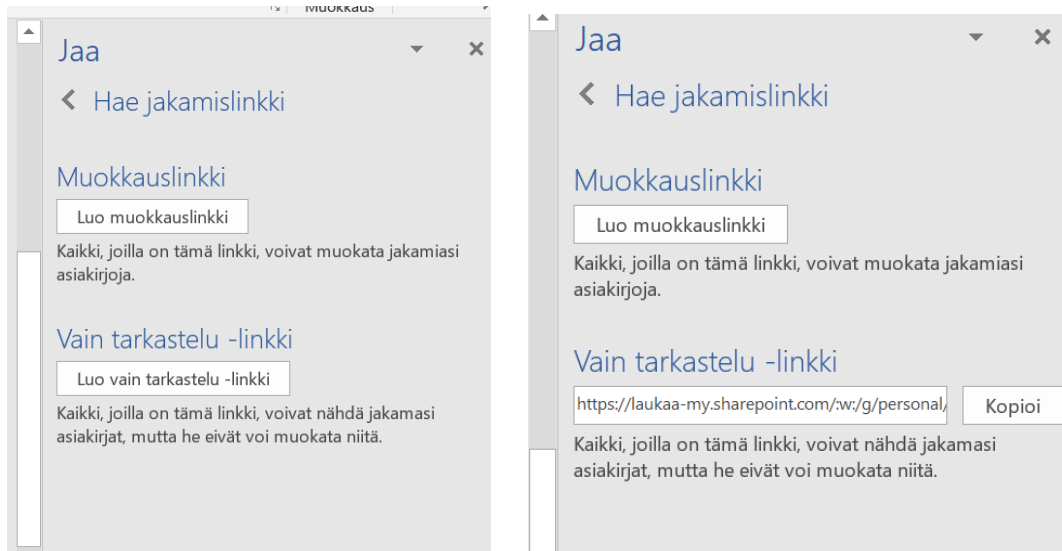 Muokkaus
Jaa
Hae jakamislinkki
Muokkauslinkki
Luo muokkauslinkki
Kaikki, joilla on tämä linkki, voivat muokata jakamiasi
asiakirjoja.
Vain tarkastelu -linkki
Luo vain tarkastelu -linkki
Kaikki, joilla on tämä linkki, voivat nähdä jakamasi
asiakirjat, mutta he eivät voi muokata niitä.
Jaa
Hae jakamislinkki
Muokkauslinkki
Luo muokkauslinkki
Kaikki, joilla on tämä linkki, voivat muokata jakamiasi
asiakirjoja.
Vain tarkastelu -linkki
https://laukaa-my.sharepoint.com/:w:/g/personal/
Kopioi
Kaikki, joilla on tämä linkki, voivat nähdä jakamasi
asiakirjat, mutta he eivät voi muokata niitä.